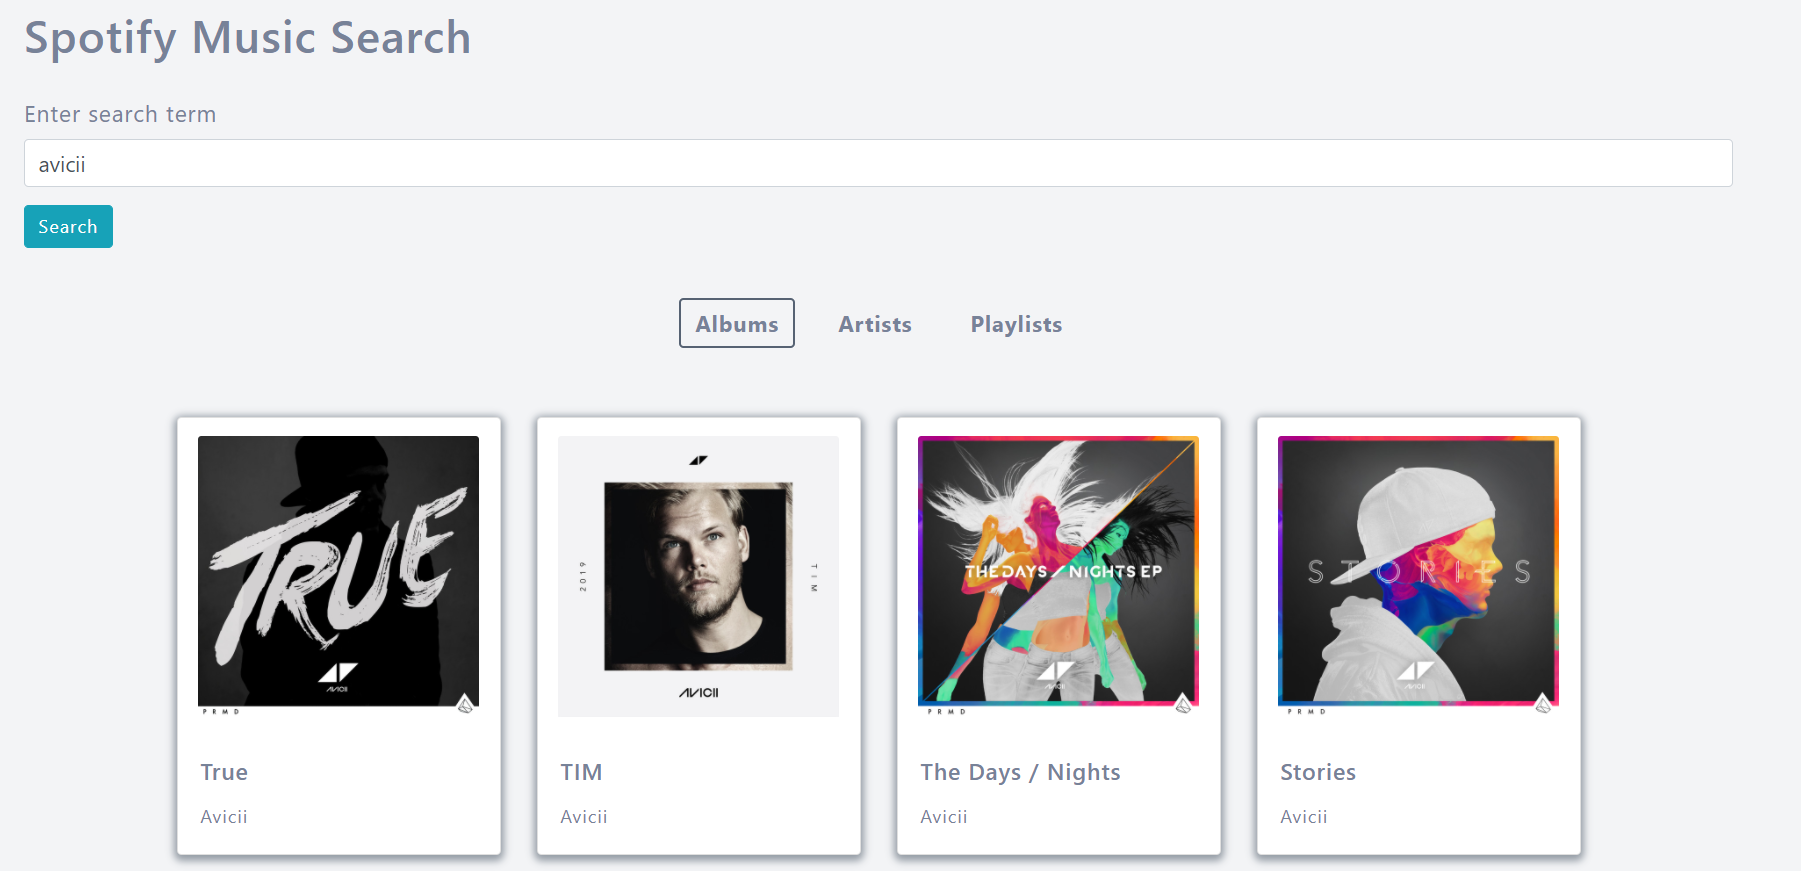 Spotify Music Search
Enter search term
avicii
Search
Albums Artists Playlists
TRUE
AVICII
PRMD
2019
TIM
AVICII
THE DAYS / NIGHTS EP
AVICII
PRMD
STORIES
AVICII
PRMD
True
Avicii
TIM
Avicii
The Days / Nights
Avicii
Stories
Avicii